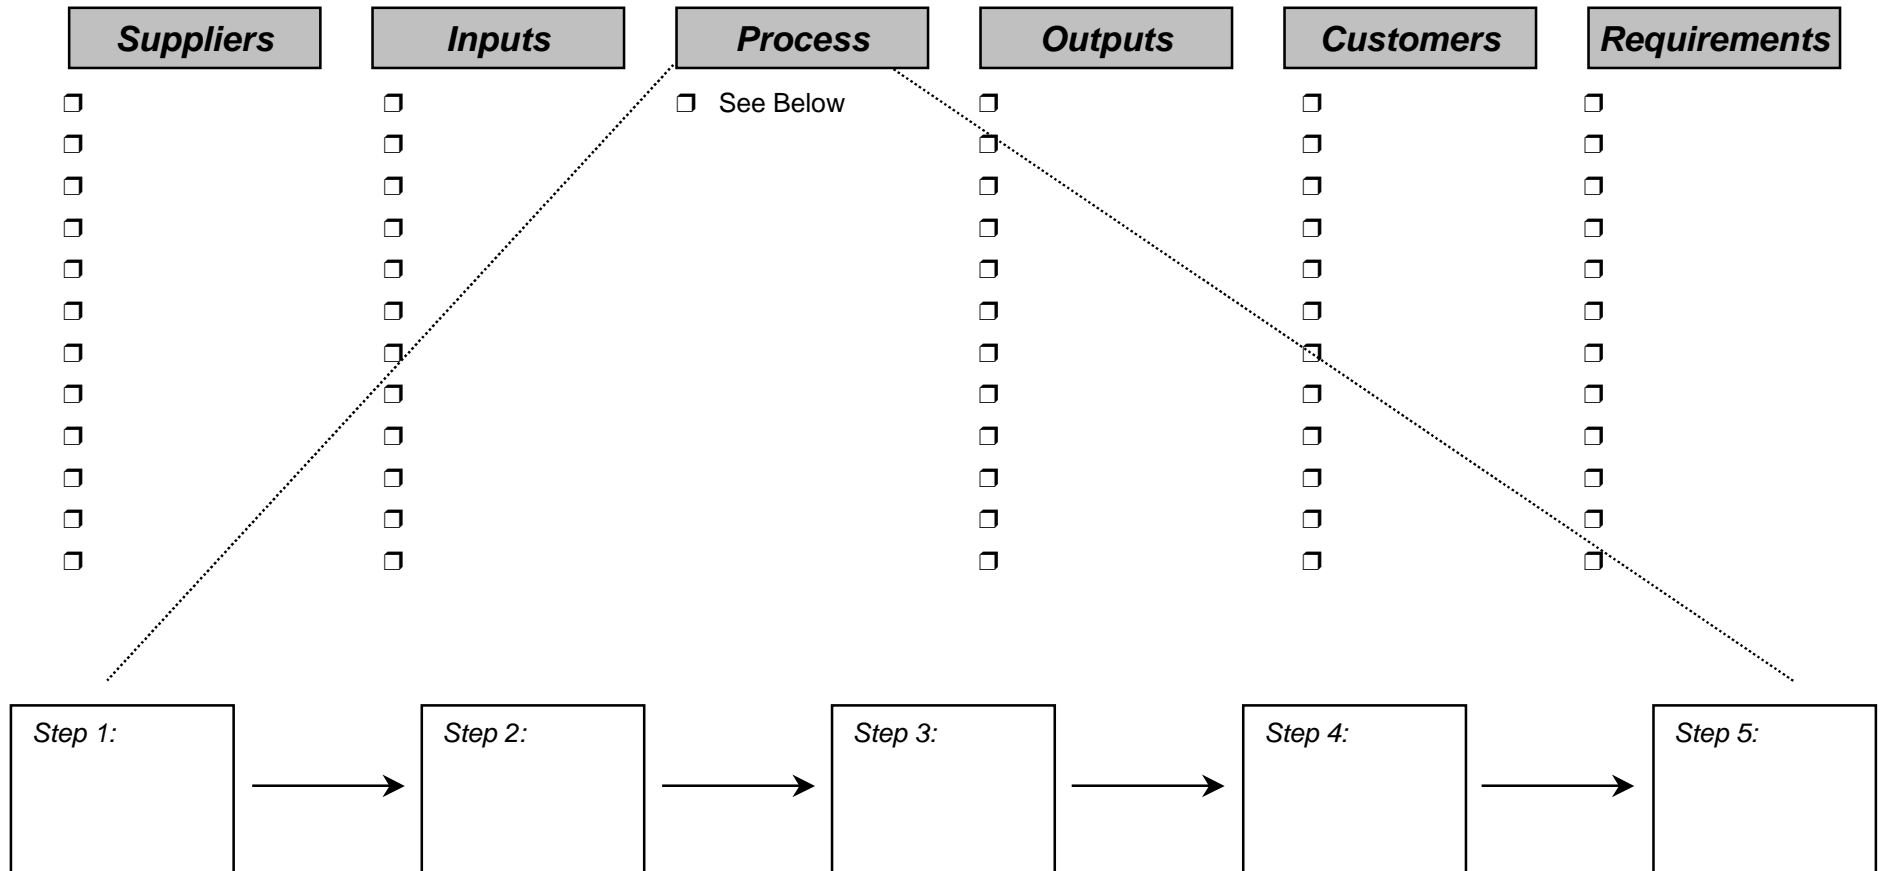 Suppliers Inputs Process Outputs Customers Requirements
❒ ❒ ❒ See Below ❒ ❒ ❒
❒ ❒ ❒ ❒ ❒
❒ ❒ ❒ ❒ ❒
❒ ❒ ❒ ❒ ❒
❒ ❒ ❒ ❒ ❒
❒ ❒ ❒ ❒ ❒
❒ ❒ ❒ ❒ ❒
❒ ❒ ❒ ❒ ❒
❒ ❒ ❒ ❒ ❒
❒ ❒ ❒ ❒ ❒
❒ ❒ ❒ ❒ ❒
❒ ❒ ❒ ❒ ❒
Step 1: Step 2: Step 3: Step 4: Step 5: